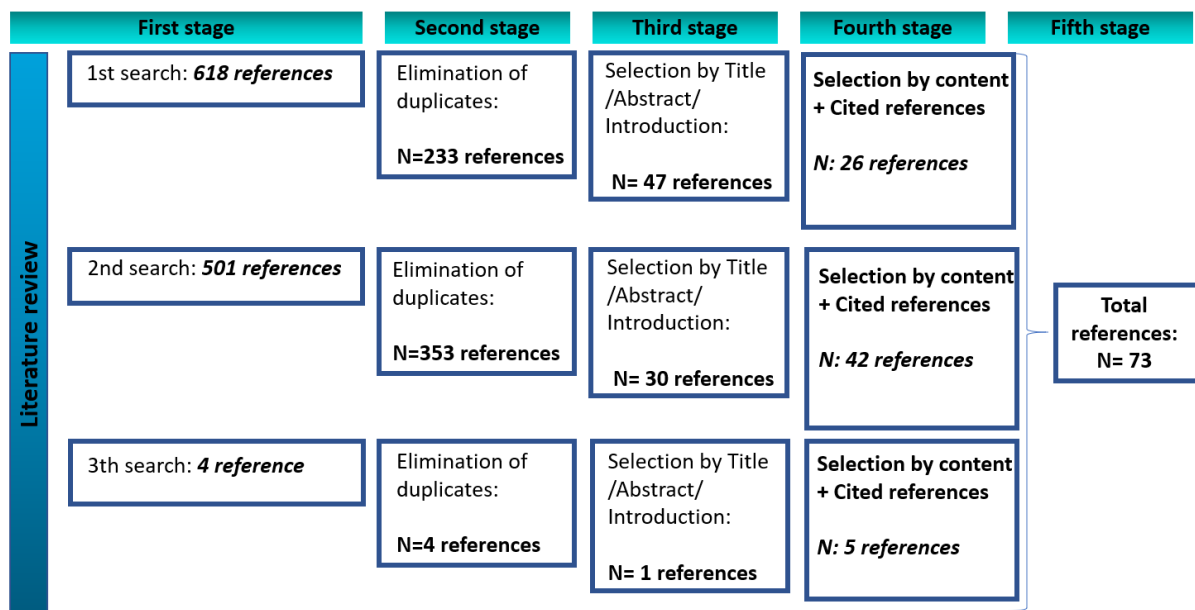 First stage
Second stage
Third stage
Fourth stage
Fifth stage
Literature review
1st search: 618 references
Elimination of
duplicates:
N=233 references
Selection by Title
/Abstract/
Introduction:
N= 47 references
Selection by content
+ Cited references
N: 26 references
2nd search: 501 references
Elimination of
duplicates:
N=353 references
Selection by Title
/Abstract/
Introduction:
N= 30 references
Selection by content
+ Cited references
N: 42 references
3th search: 4 reference
Elimination of
duplicates:
N=4 references
Selection by Title
/Abstract/
Introduction:
N= 1 references
Selection by content
+ Cited references
N: 5 references
Total
references:
N= 73